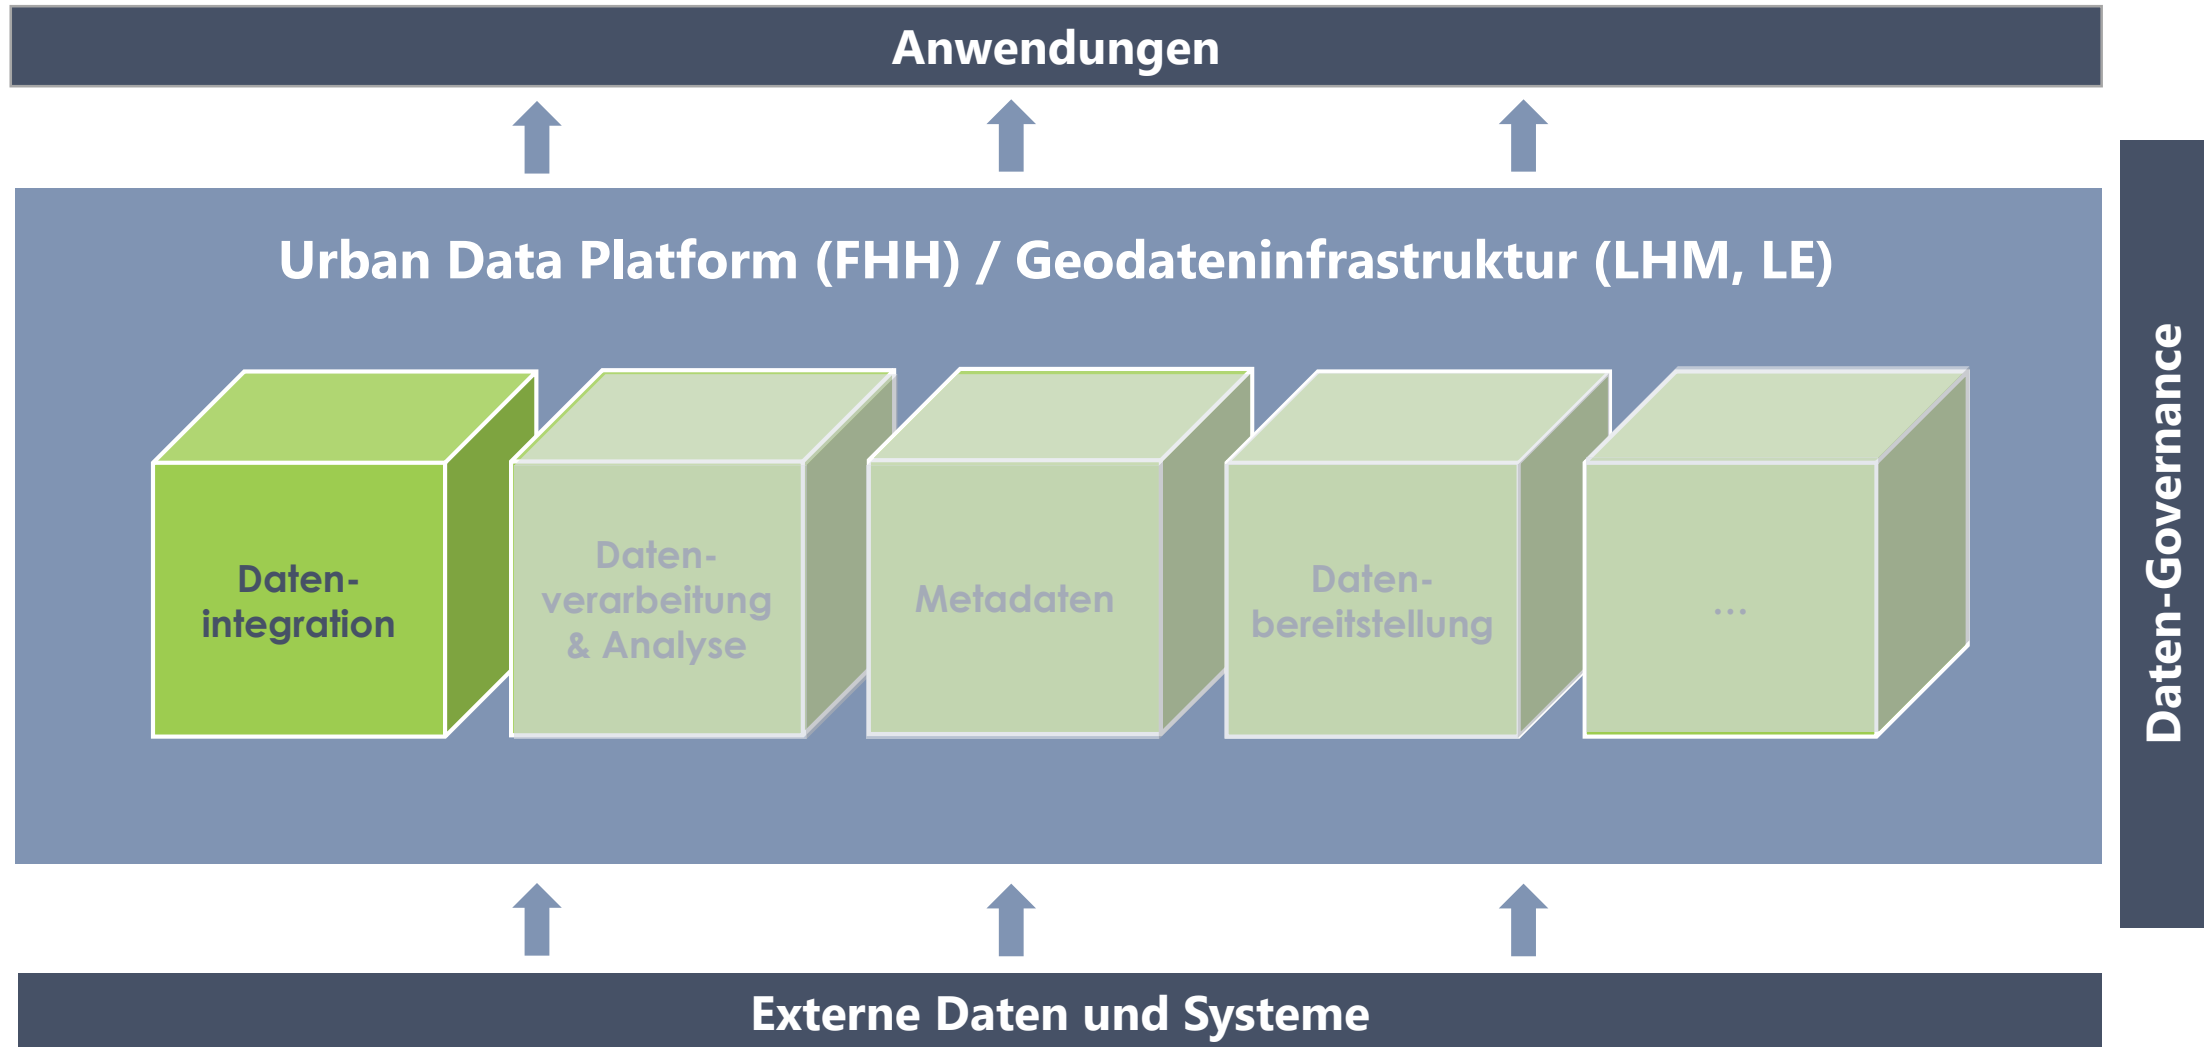 Anwendungen
Urban Data Platform (FHH) / Geodateninfrastruktur (LHM, LE)
Daten-
integration
Daten-
verarbeitung
& Analyse
Metadaten
Daten-
bereitstellung
...
Daten-Governance
Externe Daten und Systeme